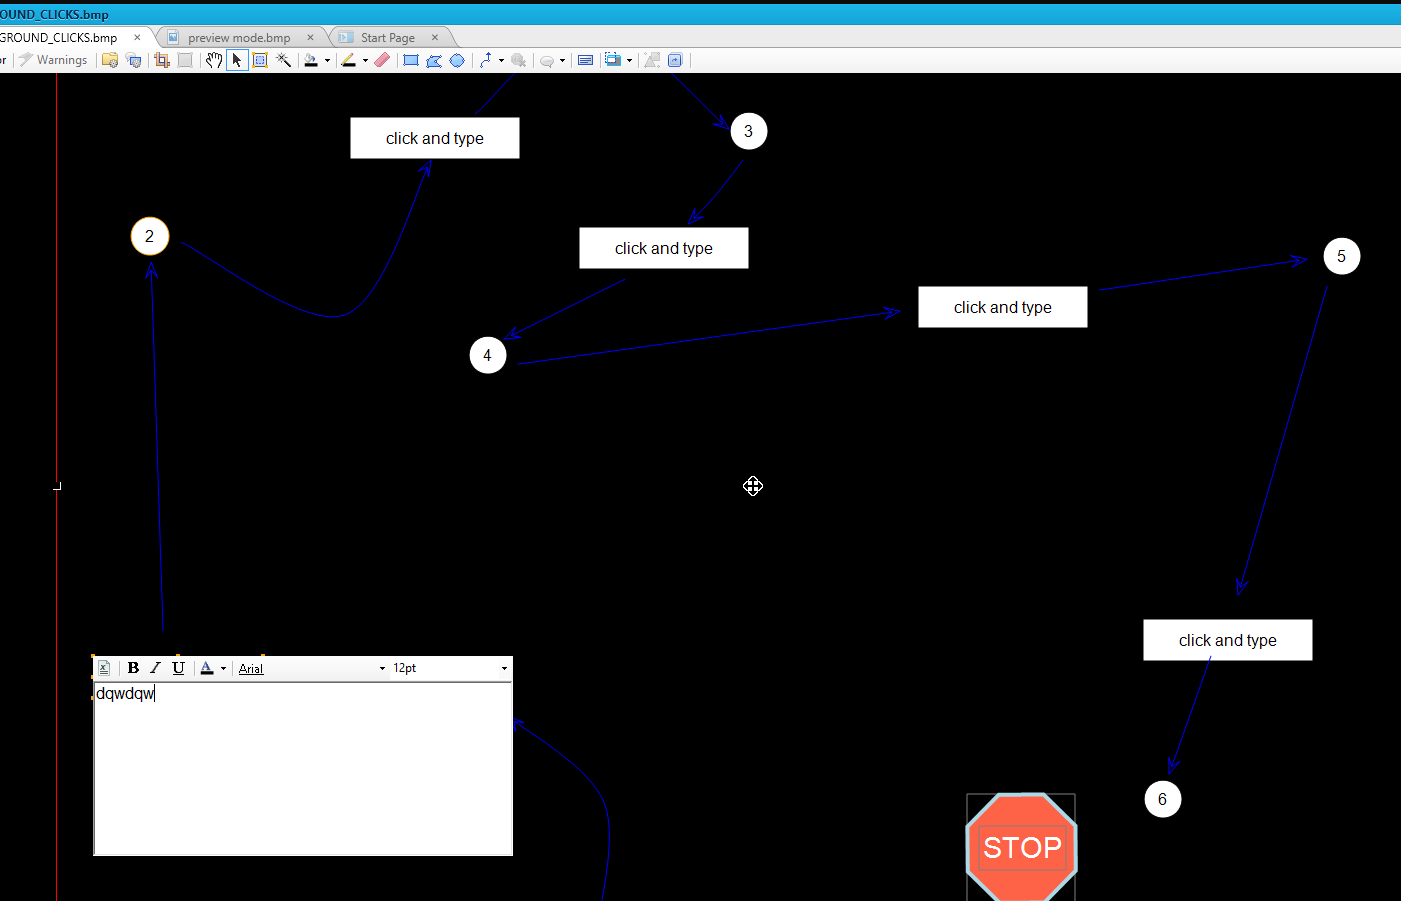 OUND_CLICKS.bmp
GROUND_CLICKS.bmp
preview mode.bmp
Start Page
or
Warnings
click and type
3
2
click and type
5
click and type
4
click and type
B I U A Arial 12pt
dqwdqw
6
STOP